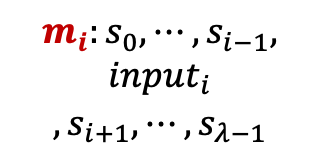 m_i: s_0, ⋯ , s_{i−1},
input_i
, s_{i+1}, ⋯ , s_{λ−1}